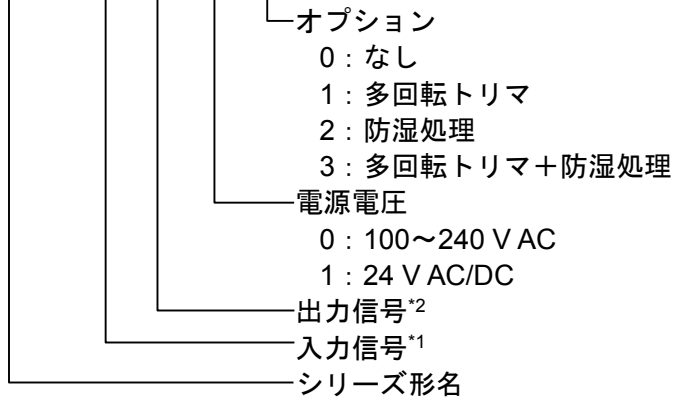 オプション
0：なし
1：多回転トリマ
2：防湿処理
3：多回転トリマ＋防湿処理
電源電圧
0：100～240 V AC
1：24 V AC/DC
出力信号*2
入力信号*1
シリーズ形名